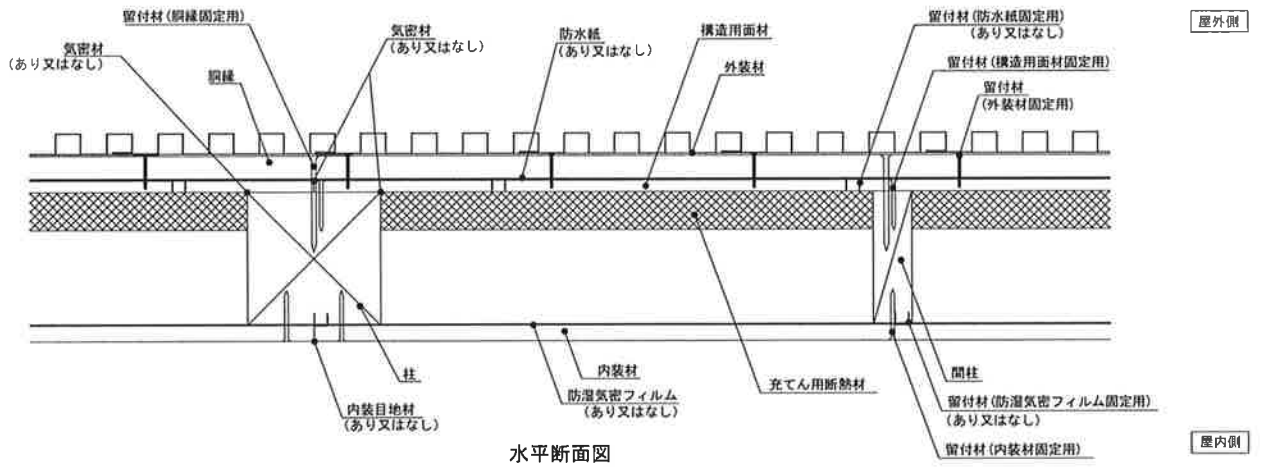 留付材(胴縁固定用)
気密材
(あり又はなし)
気密材
(あり又はなし)
胴縁
防水紙
(あり又はなし)
構造用面材
外装材
留付材(防水紙固定用)
(あり又はなし)
留付材(構造用面材固定用)
留付材
(外装材固定用)
屋外側
柱
内装目地材
(あり又はなし)
内装材
防湿気密フィルム
(あり又はなし)
充てん用断熱材
間柱
留付材(防湿気密フィルム固定用)
(あり又はなし)
留付材(内装材固定用)
屋内側
水平断面図